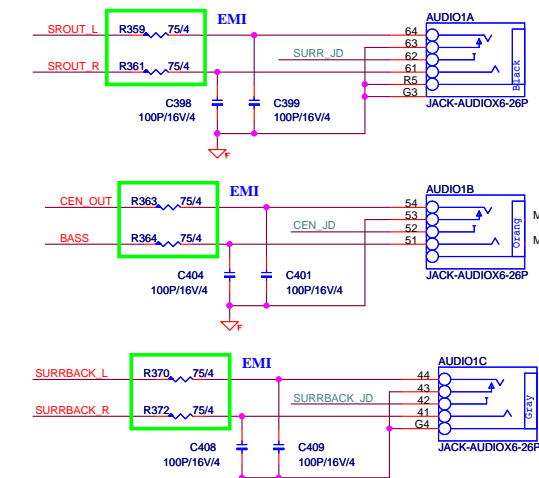 EMI
AUDIO1A
SROUT_L R359 75/4 64
63
SURR_JD 62
SROUT_R R361 75/4 61
R5
G3
Black
C398 C399
100P/16V/4 100P/16V/4
JACK-AUDIOX6-26P
F
EMI
AUDIO1B
CEN_OUT R363 75/4 54
53
M
CEN_JD 52
BASS R364 75/4 51
M
Orang
C404 C401
100P/16V/4 100P/16V/4
JACK-AUDIOX6-26P
F
EMI
AUDIO1C
SURRBACK_L R370 75/4 44
43
SURRBACK_JD 42
SURRBACK_R R372 75/4 41
G4
Gray
C408 C409
100P/16V/4 100P/16V/4
JACK-AUDIOX6-26P